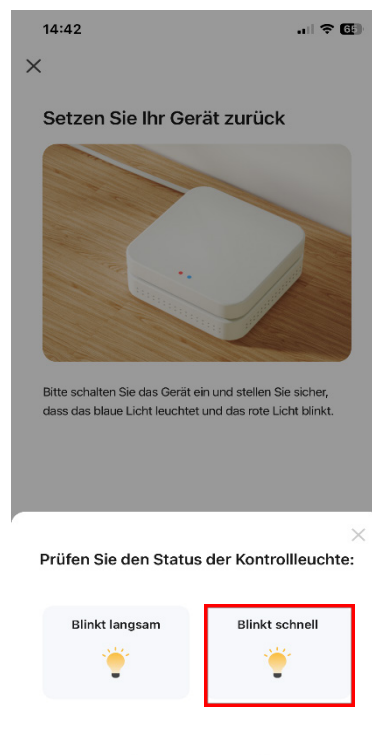 14:42
65
Setzen Sie Ihr Gerät zurück
Bitte schalten Sie das Gerät ein und stellen Sie sicher,
dass das blaue Licht leuchtet und das rote Licht blinkt.
Prüfen Sie den Status der Kontrollleuchte:
Blinkt langsam
Blinkt schnell